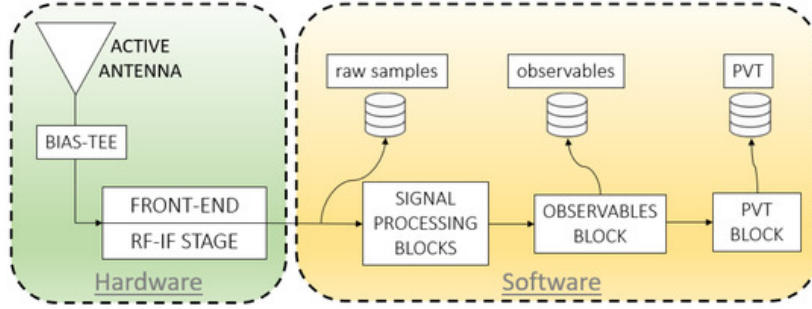 ACTIVE
ANTENNA
BIAS-TEE
FRONT-END
RF-IF STAGE
Hardware
raw samples
observables
PVT
SIGNAL
PROCESSING
BLOCKS
OBSERVABLES
BLOCK
PVT
BLOCK
Software